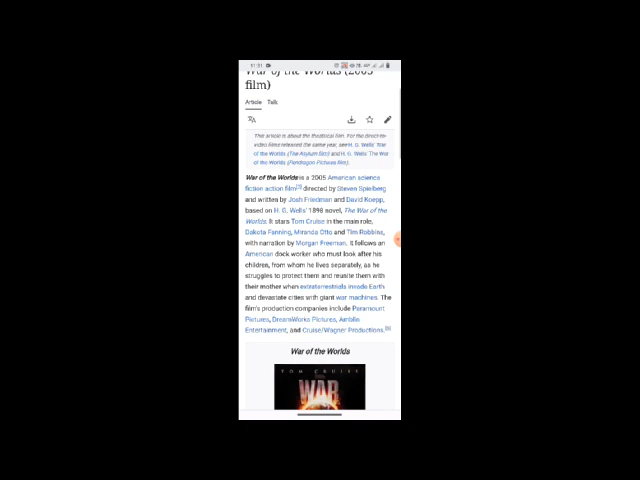 War of the Worlds (2005
film)
Article Talk
This article is about the theatrical film. For the direct-to-
video films released the same year, see H. G. Wells' War
of the Worlds (The Asylum film) and H. G. Wells' The War
of the Worlds (Pendragon Pictures film).
War of the Worlds is a 2005 American science
fiction action film directed by Steven Spielberg
and written by Josh Friedman and David Koepp,
based on H. G. Wells' 1898 novel, The War of the
Worlds. It stars Tom Cruise in the main role,
Dakota Fanning, Miranda Otto and Tim Robbins,
with narration by Morgan Freeman. It follows an
American dock worker who must look after his
children, from whom he lives separately, as he
struggles to protect them and reunite them with
their mother when extraterrestrials invade Earth
and devastate cities with giant war machines. The
film's production companies include Paramount
Pictures, DreamWorks Pictures, Amblin
Entertainment, and Cruise/Wagner Productions.
War of the Worlds
TOM CRUISE
WAR